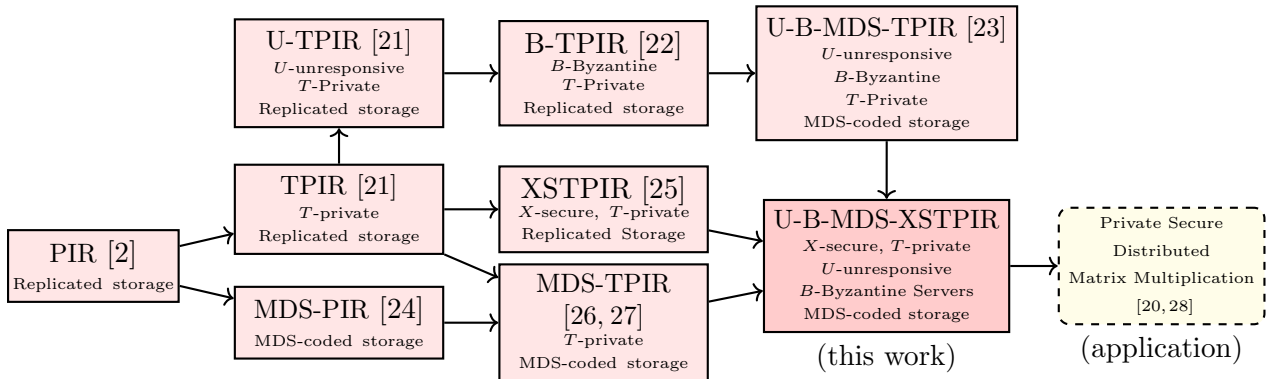 PIR [2]
Replicated storage
U-TPIR [21]
U-unresponsive
T-Private
Replicated storage
TPIR [21]
T-private
Replicated storage
MDS-PIR [24]
MDS-coded storage
B-TPIR [22]
B-Byzantine
T-Private
Replicated storage
XSTPIR [25]
X-secure, T-private
Replicated Storage
MDS-TPIR
[26, 27]
T-private
MDS-coded storage
U-B-MDS-TPIR [23]
U-unresponsive
B-Byzantine
T-Private
MDS-coded storage
U-B-MDS-XSTPIR
X-secure, T-private
U-unresponsive
B-Byzantine Servers
MDS-coded storage
(this work)
Private Secure
Distributed
Matrix Multiplication
[20, 28]
(application)